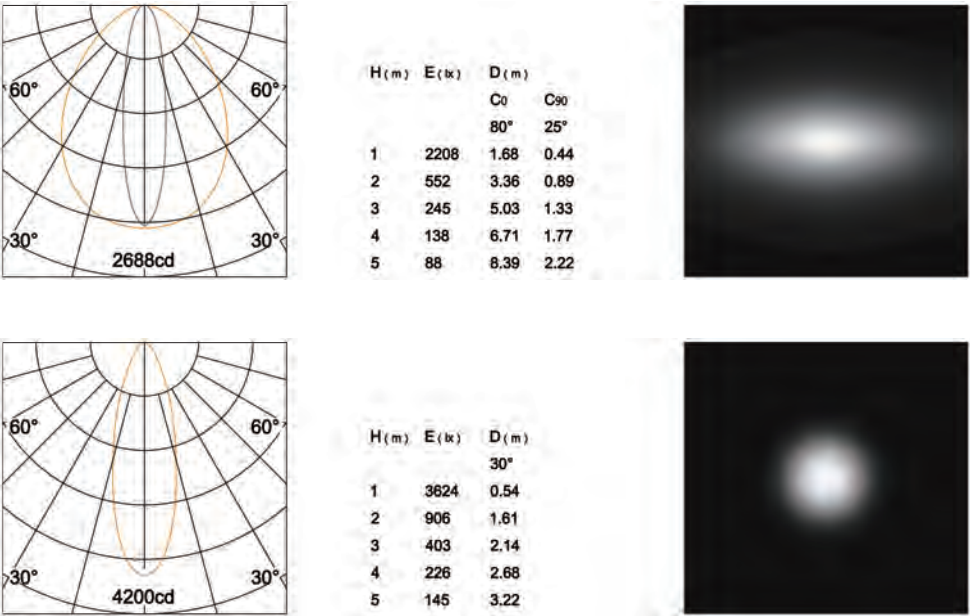 60° 60°
30° 30°
2688cd
H(m) E(lx) D(m)
C0 C90
80° 25°
1 2208 1.68 0.44
2 552 3.36 0.89
3 245 5.03 1.33
4 138 6.71 1.77
5 88 8.39 2.22
60° 60°
30° 30°
4200cd
H(m) E(lx) D(m)
30°
1 3624 0.54
2 906 1.61
3 403 2.14
4 226 2.68
5 145 3.22